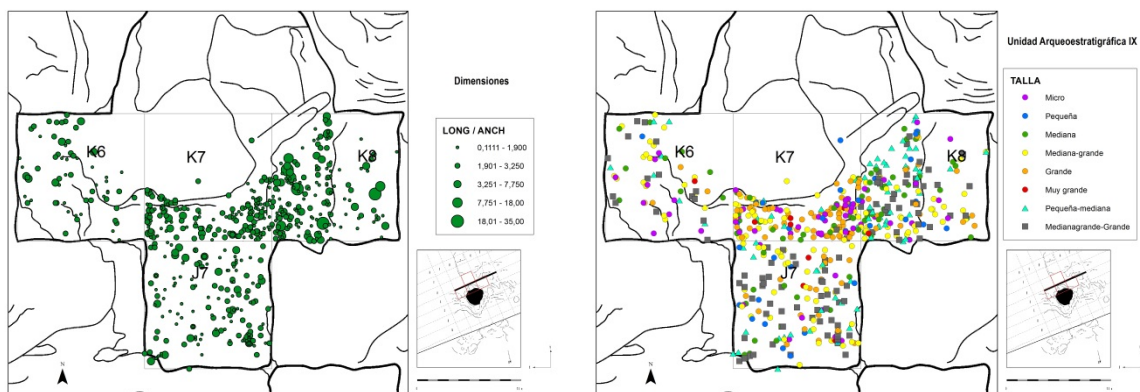 K6
K7
K8
J7
N
Dimensiones
LONG / ANCH
0,1111 - 1,900
1,901 - 3,250
3,251 - 7,750
7,751 - 18,00
18,01 - 35,00
K6
K7
K8
J7
N
Unidad Arqueoestratigráfica IX
TALLA
Micro
Pequeña
Mediana
Mediana-grande
Grande
Muy grande
Pequeña-mediana
Medianagrande-Grande